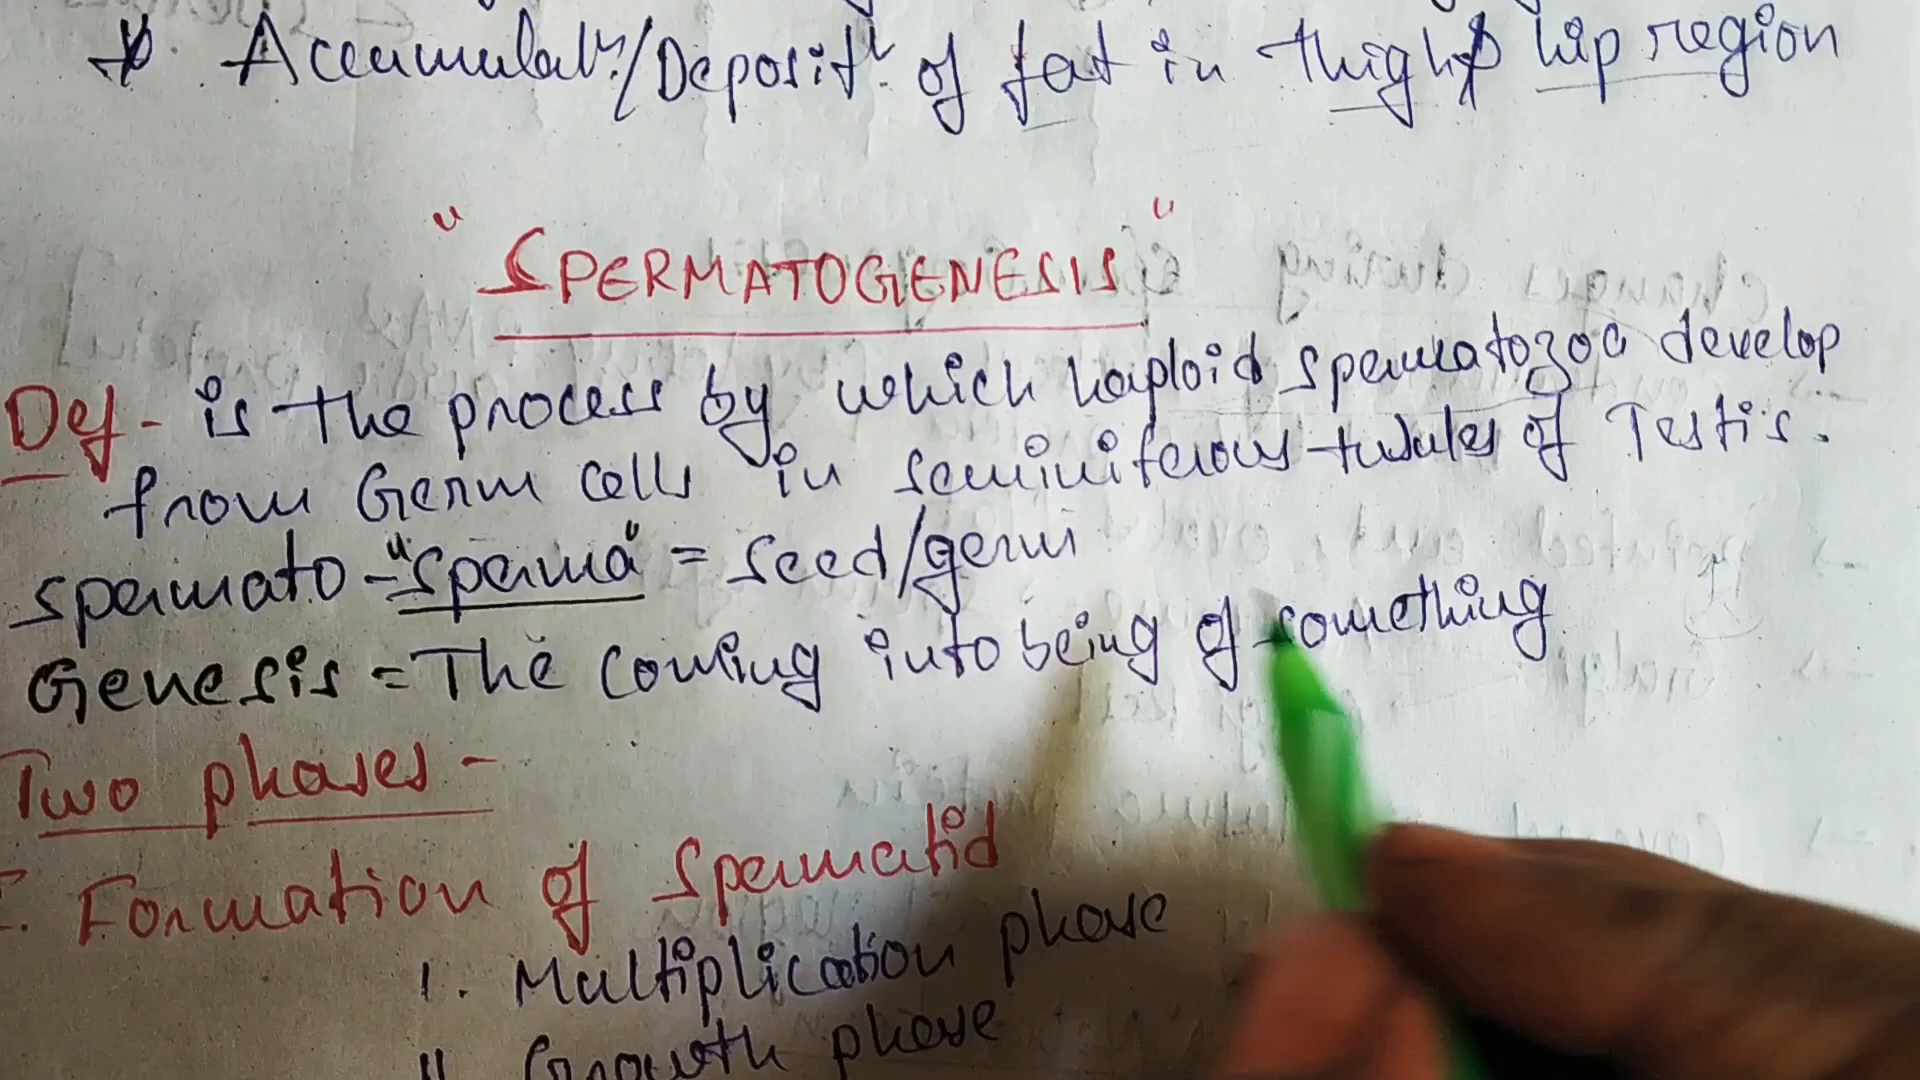 * Accumulatn:/Depositn. of fat in thighs hip region
"SPERMATOGENESIS"
Def- is the process by which haploid spermatozoa develop
from Germ cells in seminiferous tubules of Testis.
spermato - "sperma" = seed/germ
Genesis = The coming into being of something
Two phases -
I. Formation of spermatid
I. Multiplication phase
II. Growth phase